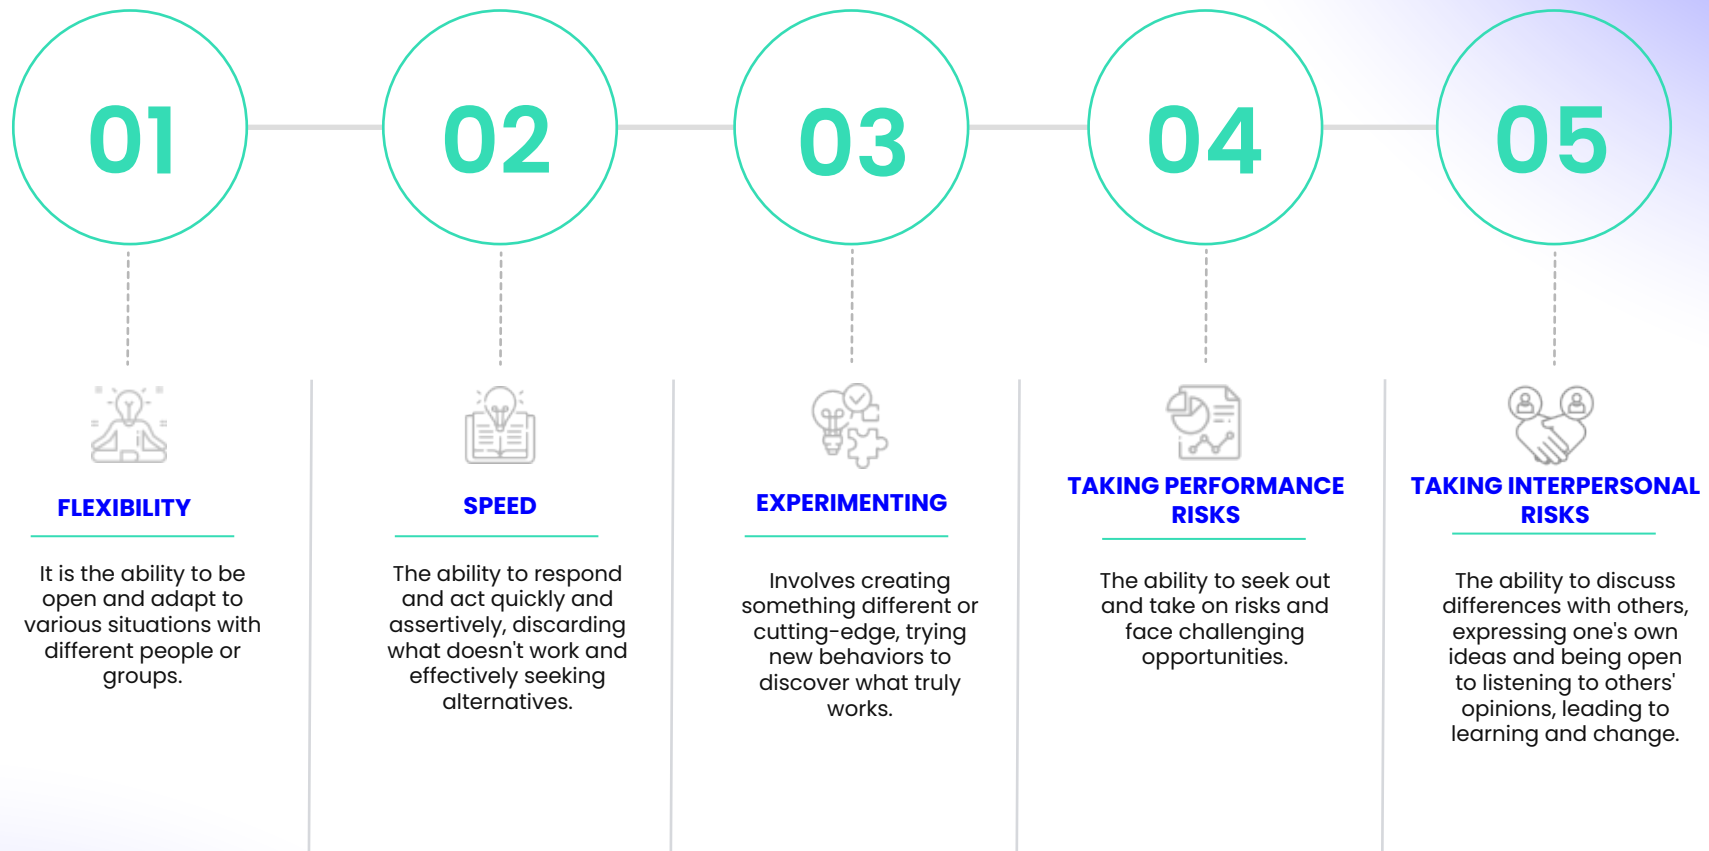 01
02
03
04
05
FLEXIBILITY
It is the ability to be
open and adapt to
various situations with
different people or
groups.
SPEED
The ability to respond
and act quickly and
assertively, discarding
what doesn't work and
effectively seeking
alternatives.
EXPERIMENTING
Involves creating
something different or
cutting-edge, trying
new behaviors to
discover what truly
works.
TAKING PERFORMANCE
RISKS
The ability to seek out
and take on risks and
face challenging
opportunities.
TAKING INTERPERSONAL
RISKS
The ability to discuss
differences with others,
expressing one's own
ideas and being open
to listening to others'
opinions, leading to
learning and change.